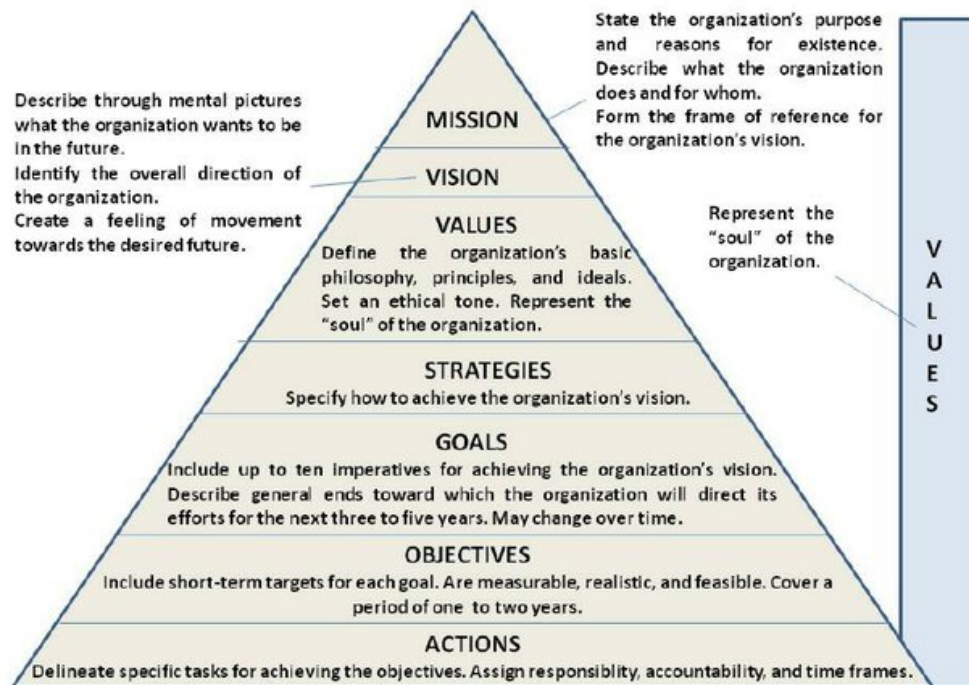 State the organization's purpose
and reasons for existence.
Describe what the organization
does and for whom.
Form the frame of reference for
the organization's vision.
Describe through mental pictures
what the organization wants to be
in the future.
Identify the overall direction of
the organization.
Create a feeling of movement
towards the desired future.
MISSION
VISION
VALUES
Define the organization's basic
philosophy, principles, and ideals.
Set an ethical tone. Represent the
"soul" of the organization.
Represent the
"soul" of the
organization.
VALUES
STRATEGIES
Specify how to achieve the organization's vision.
GOALS
Include up to ten imperatives for achieving the organization's vision.
Describe general ends toward which the organization will direct its
efforts for the next three to five years. May change over time.
OBJECTIVES
Include short-term targets for each goal. Are measurable, realistic, and feasible. Cover a
period of one to two years.
ACTIONS
Delineate specific tasks for achieving the objectives. Assign responsiblity, accountability, and time frames.